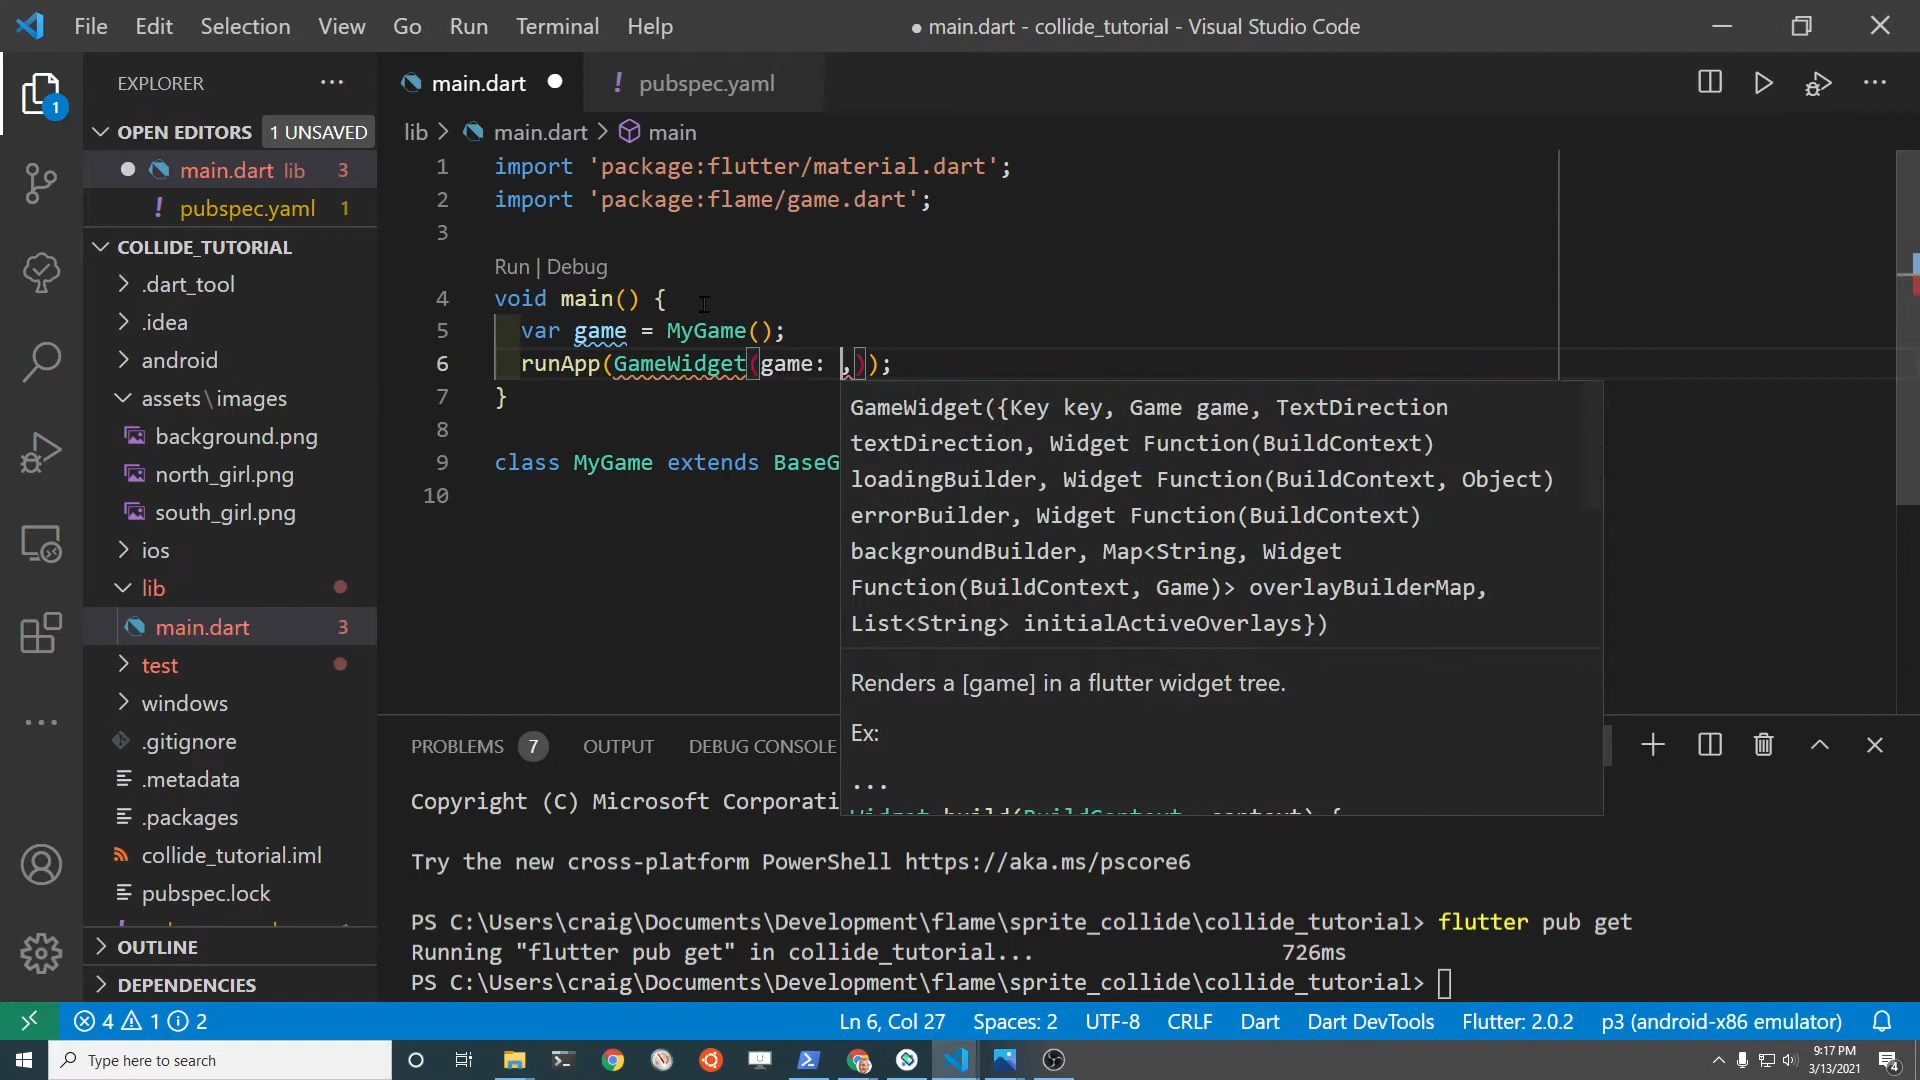 File Edit Selection View Go Run Terminal Help
● main.dart - collide_tutorial - Visual Studio Code
EXPLORER
OPEN EDITORS 1 UNSAVED
main.dart lib 3
! pubspec.yaml 1
COLLIDE_TUTORIAL
.dart_tool
.idea
android
assets\images
background.png
north_girl.png
south_girl.png
ios
lib
main.dart 3
test
windows
.gitignore
.metadata
.packages
collide_tutorial.iml
pubspec.lock
OUTLINE
DEPENDENCIES
1
main.dart
! pubspec.yaml
lib > main.dart > main
1 import 'package:flutter/material.dart';
2 import 'package:flame/game.dart';
3
Run | Debug
4 void main() {
5 var game = MyGame();
6 runApp(GameWidget(game: ,));
7 }
8
9 class MyGame extends BaseG
10
GameWidget({Key key, Game game, TextDirection
textDirection, Widget Function(BuildContext)
loadingBuilder, Widget Function(BuildContext, Object)
errorBuilder, Widget Function(BuildContext)
backgroundBuilder, Map<String, Widget
Function(BuildContext, Game)> overlayBuilderMap,
List<String> initialActiveOverlays})
Renders a [game] in a flutter widget tree.
Ex:
...
Widget build(BuildContext context) {
PROBLEMS 7 OUTPUT DEBUG CONSOLE
Copyright (C) Microsoft Corporati
Try the new cross-platform PowerShell https://aka.ms/pscore6
PS C:\Users\craig\Documents\Development\flame\sprite_collide\collide_tutorial> flutter pub get
Running "flutter pub get" in collide_tutorial... 726ms
PS C:\Users\craig\Documents\Development\flame\sprite_collide\collide_tutorial>
4 1 2
Ln 6, Col 27 Spaces: 2 UTF-8 CRLF Dart Dart DevTools Flutter: 2.0.2 p3 (android-x86 emulator)
Type here to search
9:17 PM
3/13/2021
4